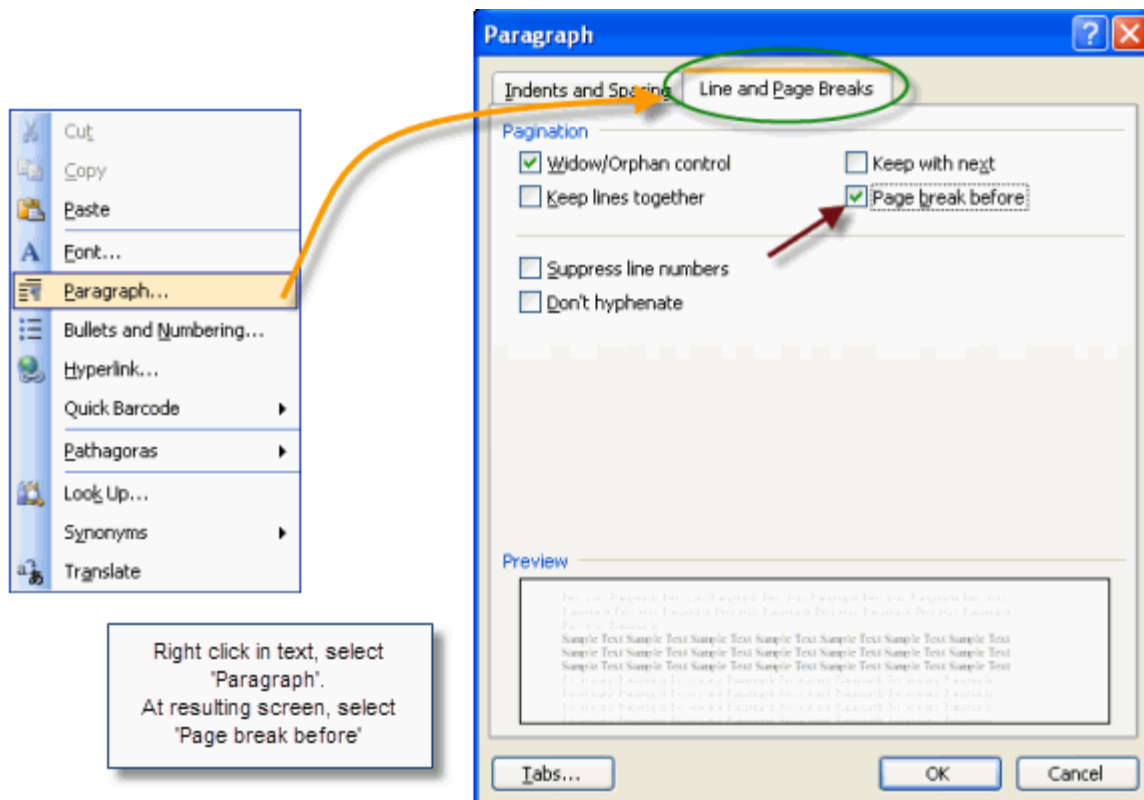 Cut
Copy
Paste
Font...
Paragraph...
Bullets and Numbering...
Hyperlink...
Quick Barcode
Pathagoras
Look Up...
Synonyms
Translate
Right click in text, select
'Paragraph'.
At resulting screen, select
'Page break before'
Paragraph
Indents and Spacing
Line and Page Breaks
Pagination
Widow/Orphan control
Keep with next
Keep lines together
Page break before
Suppress line numbers
Don't hyphenate
Preview
Sample Text Sample Text Sample Text Sample Text Sample Text Sample Text Sample Text
Sample Text Sample Text Sample Text Sample Text Sample Text Sample Text Sample Text
Sample Text Sample Text Sample Text Sample Text Sample Text Sample Text Sample Text
Tabs...
OK
Cancel